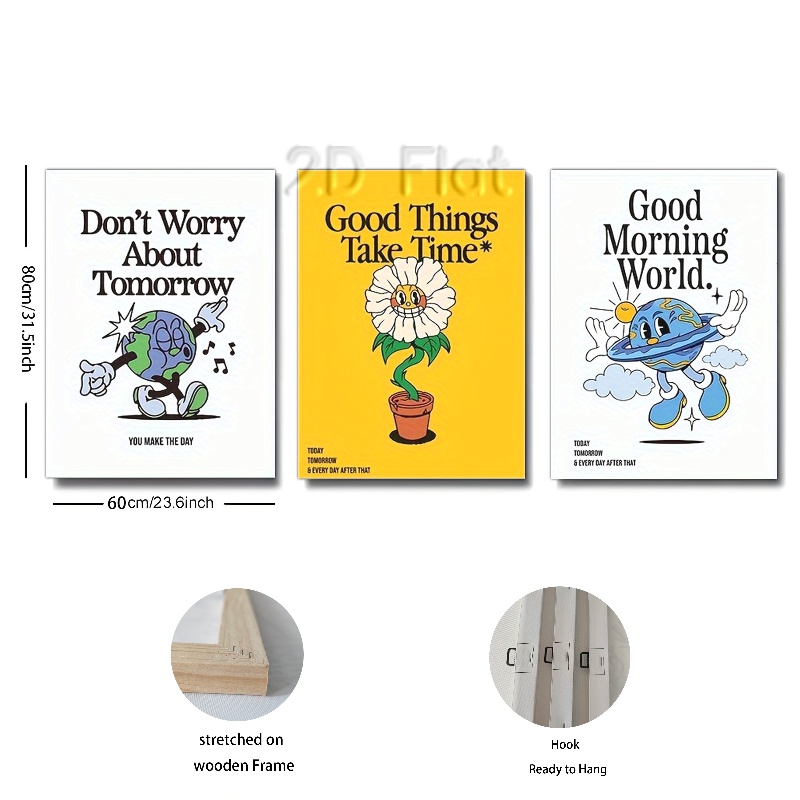 2D Flat
Don't Worry
About
Tomorrow
YOU MAKE THE DAY
Good Things
Take Time*
TODAY
TOMORROW
& EVERY DAY AFTER THAT
Good
Morning
World.
TODAY
TOMORROW
& EVERY DAY AFTER THAT
80cm/31.5inch
60cm/23.6inch
stretched on
wooden Frame
Hook
Ready to Hang